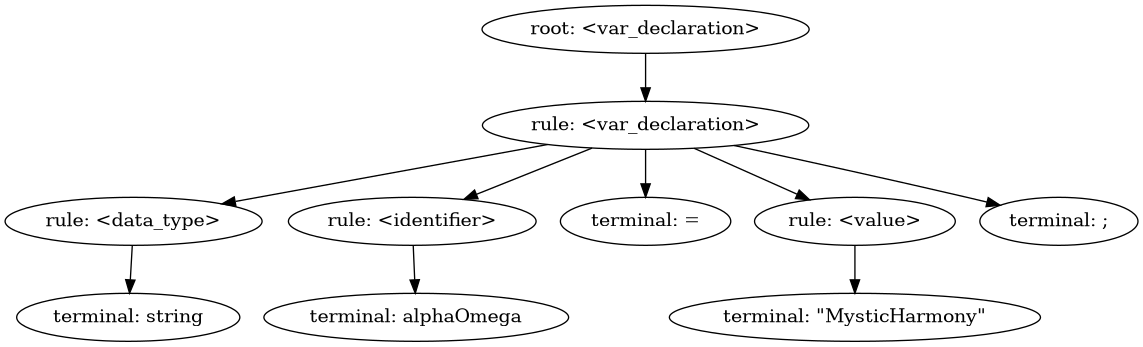 root: <var_declaration>
rule: <var_declaration>
rule: <data_type>
rule: <identifier>
terminal: =
rule: <value>
terminal: ;
terminal: string
terminal: alphaOmega
terminal: "MysticHarmony"